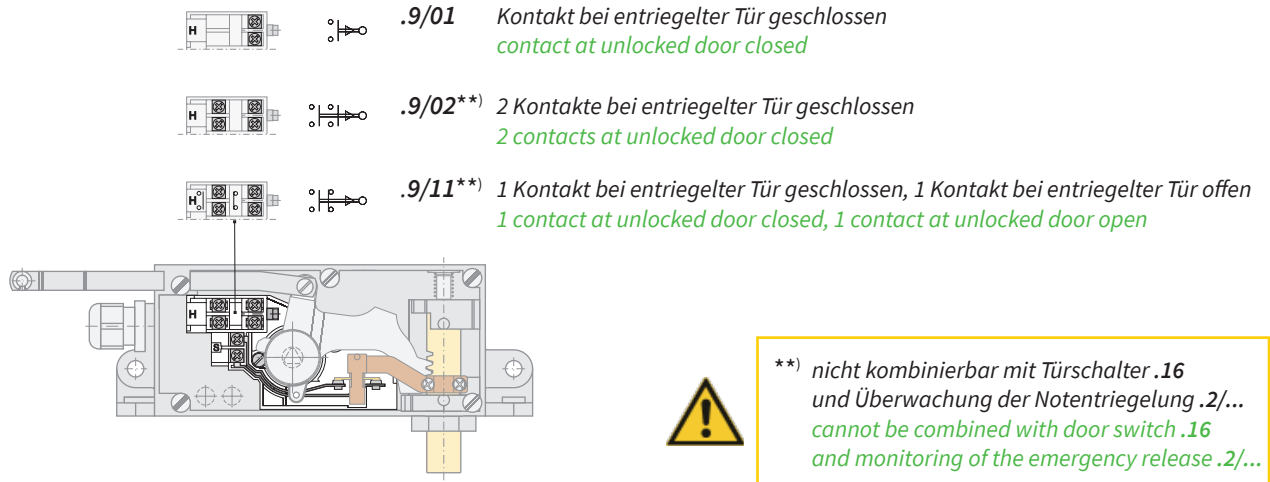 H
.9/01 Kontakt bei entriegelter Tür geschlossen
contact at unlocked door closed
H
.9/02**) 2 Kontakte bei entriegelter Tür geschlossen
2 contacts at unlocked door closed
H
.9/11**) 1 Kontakt bei entriegelter Tür geschlossen, 1 Kontakt bei entriegelter Tür offen
1 contact at unlocked door closed, 1 contact at unlocked door open
H
S
**) nicht kombinierbar mit Türschalter .16
und Überwachung der Notentriegelung .2/...
cannot be combined with door switch .16
and monitoring of the emergency release .2/...